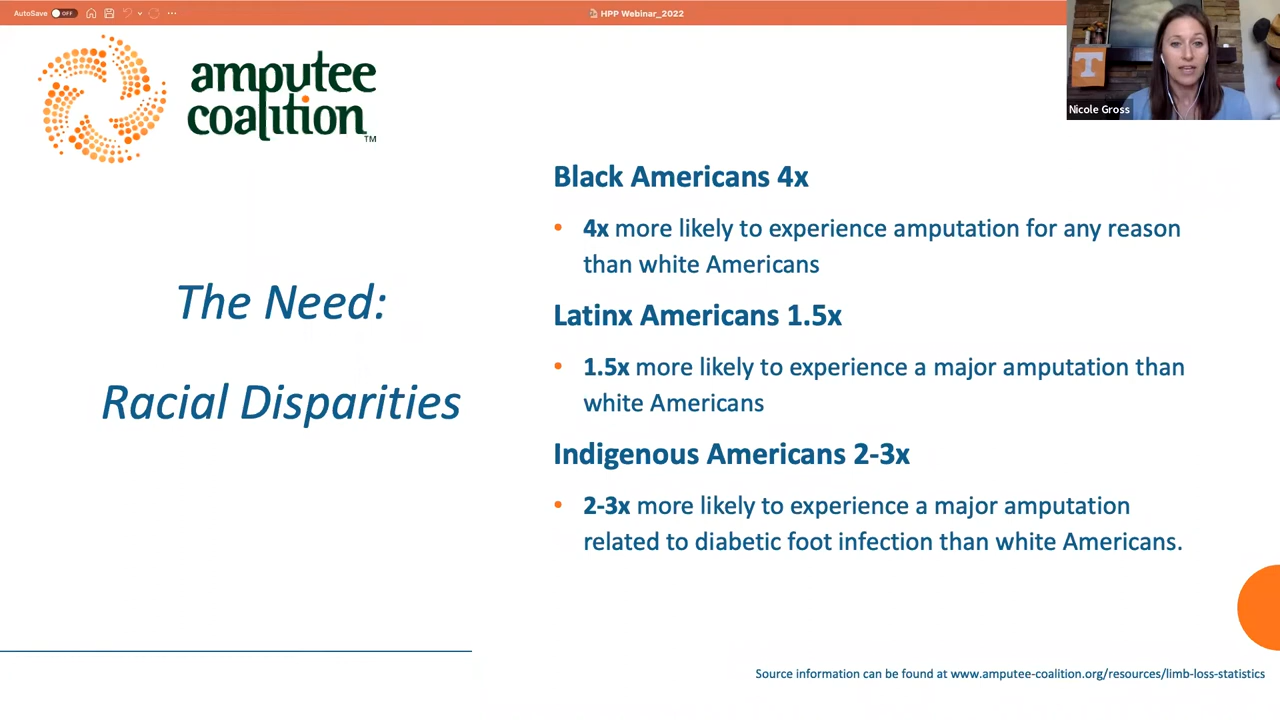 AutoSave OFF
HPP Webinar_2022
T
Nicole Gross
amputee
coalition
TM
The Need:
Racial Disparities
Black Americans 4x
• 4x more likely to experience amputation for any reason
than white Americans
Latinx Americans 1.5x
• 1.5x more likely to experience a major amputation than
white Americans
Indigenous Americans 2-3x
• 2-3x more likely to experience a major amputation
related to diabetic foot infection than white Americans.
Source information can be found at www.amputee-coalition.org/resources/limb-loss-statistics